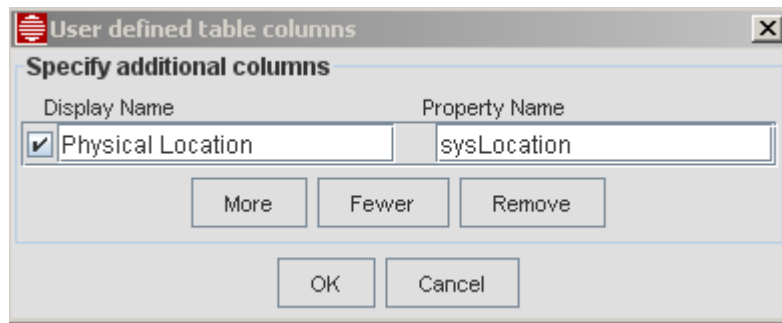 User defined table columns
Specify additional columns
Display Name Property Name
Physical Location sysLocation
More Fewer Remove
OK Cancel